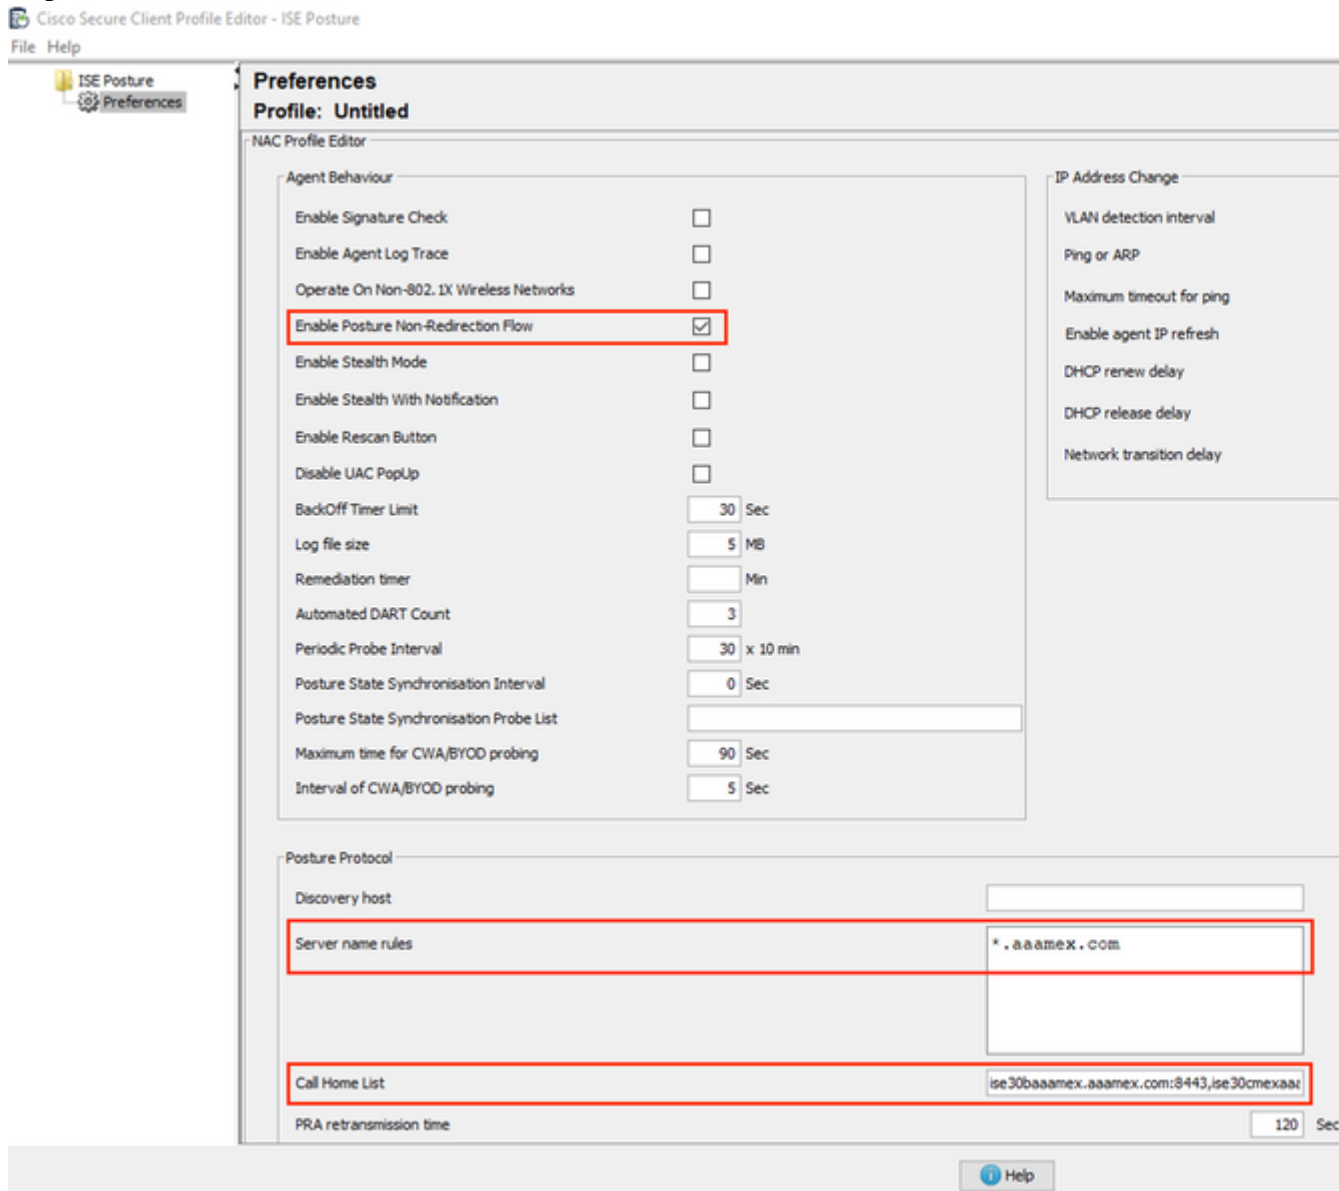 Cisco Secure Client Profile Editor - ISE Posture
File Help
ISE Posture
Preferences
Preferences
Profile: Untitled
NAC Profile Editor
Agent Behaviour
Enable Signature Check
Enable Agent Log Trace
Operate On Non-802.1X Wireless Networks
Enable Posture Non-Redirection Flow
Enable Stealth Mode
Enable Stealth With Notification
Enable Rescan Button
Disable UAC PopUp
BackOff Timer Limit 30 Sec
Log file size 5 MB
Remediation timer Min
Automated DART Count 3
Periodic Probe Interval 30 x 10 min
Posture State Synchronisation Interval 0 Sec
Posture State Synchronisation Probe List
Maximum time for CWA/BYOD probing 90 Sec
Interval of CWA/BYOD probing 5 Sec
IP Address Change
VLAN detection interval
Ping or ARP
Maximum timeout for ping
Enable agent IP refresh
DHCP renew delay
DHCP release delay
Network transition delay
Posture Protocol
Discovery host
Server name rules *.aaamex.com
Call Home List ise30baaamex.aaamex.com:8443,ise30cmexaaa
PRA retransmission time 120 Sec
Help